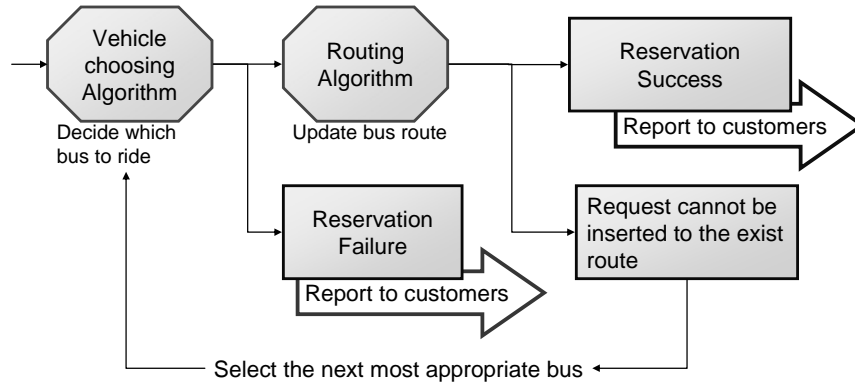 Vehicle
choosing
Algorithm
Decide which
bus to ride
Routing
Algorithm
Update bus route
Reservation
Success
Report to customers
Reservation
Failure
Report to customers
Request cannot be
inserted to the exist
route
Select the next most appropriate bus